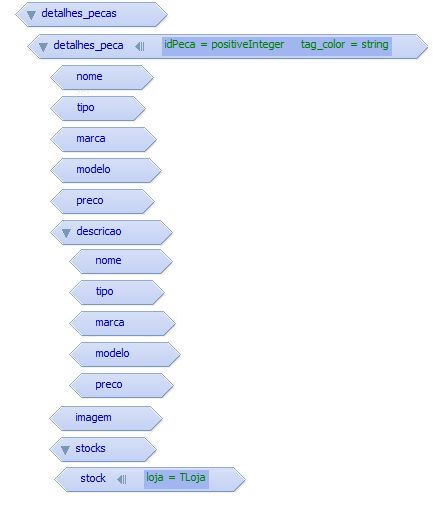 detalhes_pecas
detalhes_peca idPeca = positiveInteger tag_color = string
nome
tipo
marca
modelo
preco
descricao
nome
tipo
marca
modelo
preco
imagem
stocks
stock loja = TLoja